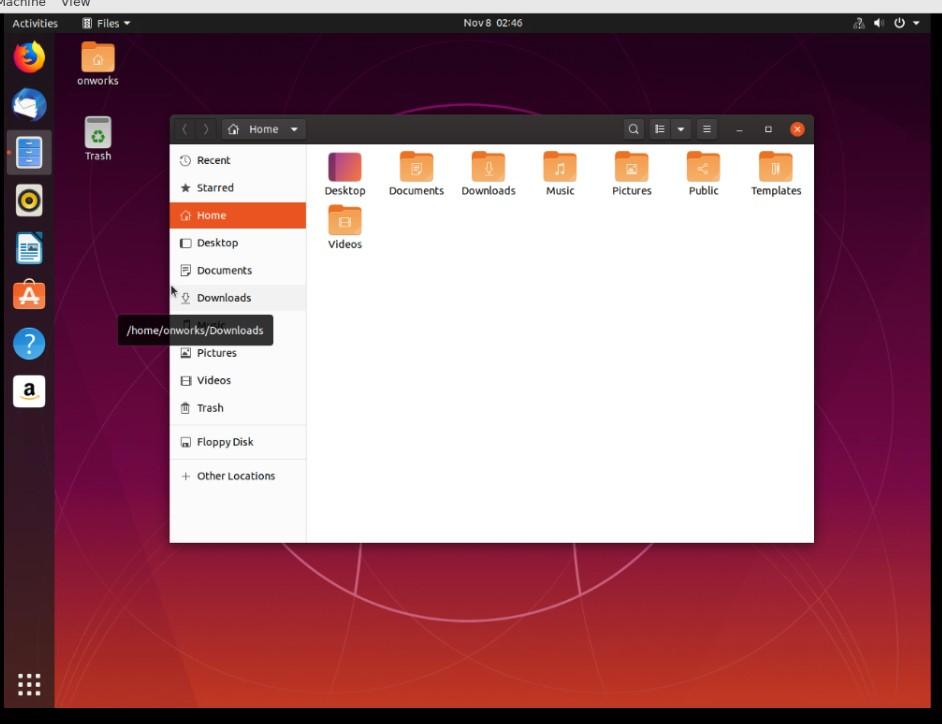 Machine View
Activities Files Nov 8 02:46
onworks
Trash
Home
Recent
Starred
Home
Desktop
Documents
Downloads
/home/onworks/Downloads
Pictures
Videos
Trash
Floppy Disk
+ Other Locations
Desktop Documents Downloads Music Pictures Public Templates
Videos
?
a